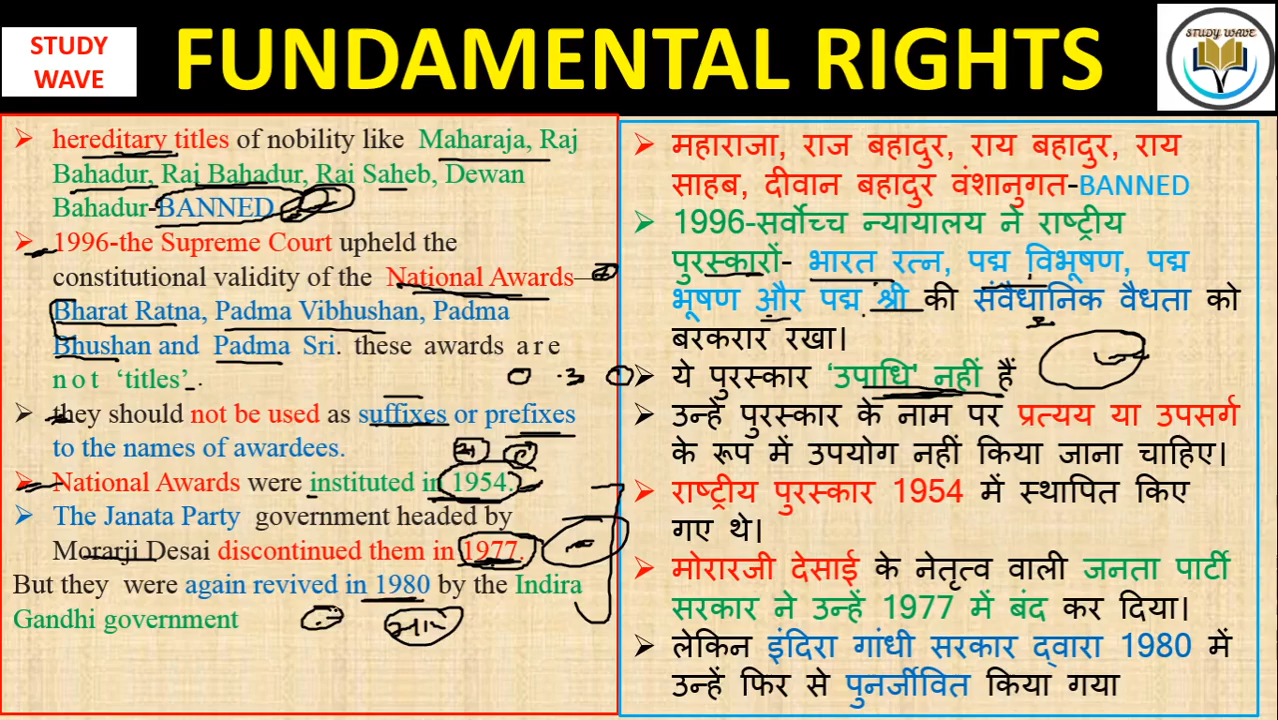 STUDY
WAVE
FUNDAMENTAL RIGHTS
STUDY WAVE
➢ hereditary titles of nobility like Maharaja, Raj
Bahadur, Rai Bahadur, Rai Saheb, Dewan
Bahadur-BANNED
➢ 1996-the Supreme Court upheld the
constitutional validity of the National Awards—
Bharat Ratna, Padma Vibhushan, Padma
Bhushan and Padma Sri. these awards are
not ‘titles’.
➢ they should not be used as suffixes or prefixes
to the names of awardees.
➢ National Awards were instituted in 1954.
➢ The Janata Party government headed by
Morarji Desai discontinued them in 1977.
But they were again revived in 1980 by the Indira
Gandhi government
➢ महाराजा, राज बहादुर, राय बहादुर, राय
साहब, दीवान बहादुर वंशानुगत-BANNED
➢ 1996-सर्वोच्च न्यायालय ने राष्ट्रीय
पुरस्कारों- भारत रत्न, पद्म विभूषण, पद्म
भूषण और पद्म श्री की संवैधानिक वैधता को
बरकरार रखा।
➢ ये पुरस्कार ‘उपाधि’ नहीं हैं
➢ उन्हें पुरस्कार के नाम पर प्रत्यय या उपसर्ग
के रूप में उपयोग नहीं किया जाना चाहिए।
➢ राष्ट्रीय पुरस्कार 1954 में स्थापित किए
गए थे।
➢ मोरारजी देसाई के नेतृत्व वाली जनता पार्टी
सरकार ने उन्हें 1977 में बंद कर दिया।
➢ लेकिन इंदिरा गांधी सरकार द्वारा 1980 में
उन्हें फिर से पुनर्जीवित किया गया